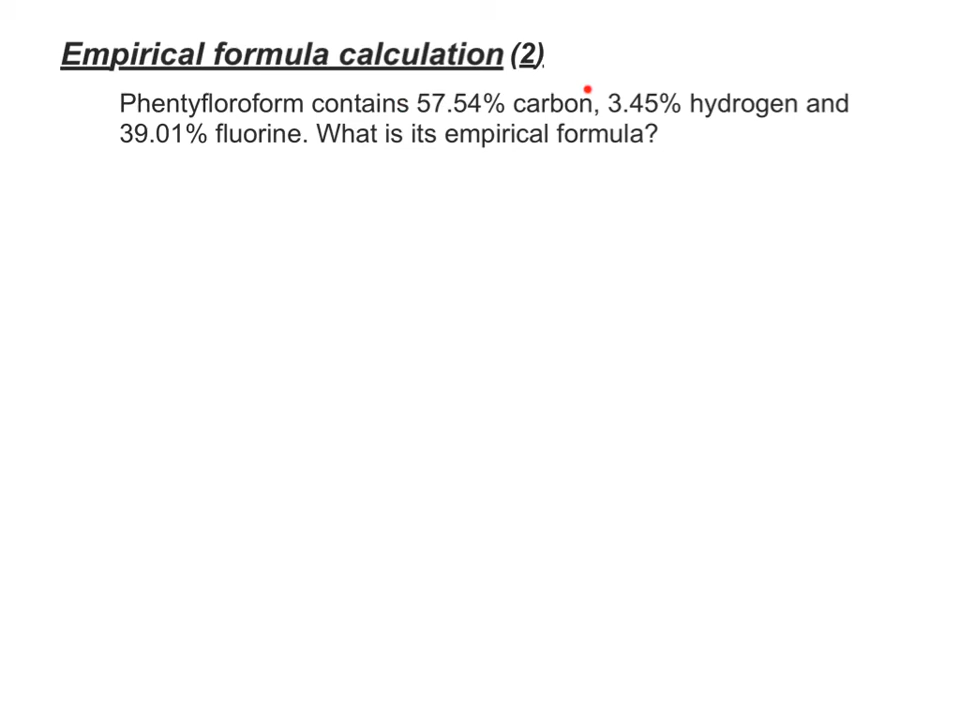 Empirical formula calculation (2)
Phentyfloroform contains 57.54% carbon, 3.45% hydrogen and
39.01% fluorine. What is its empirical formula?